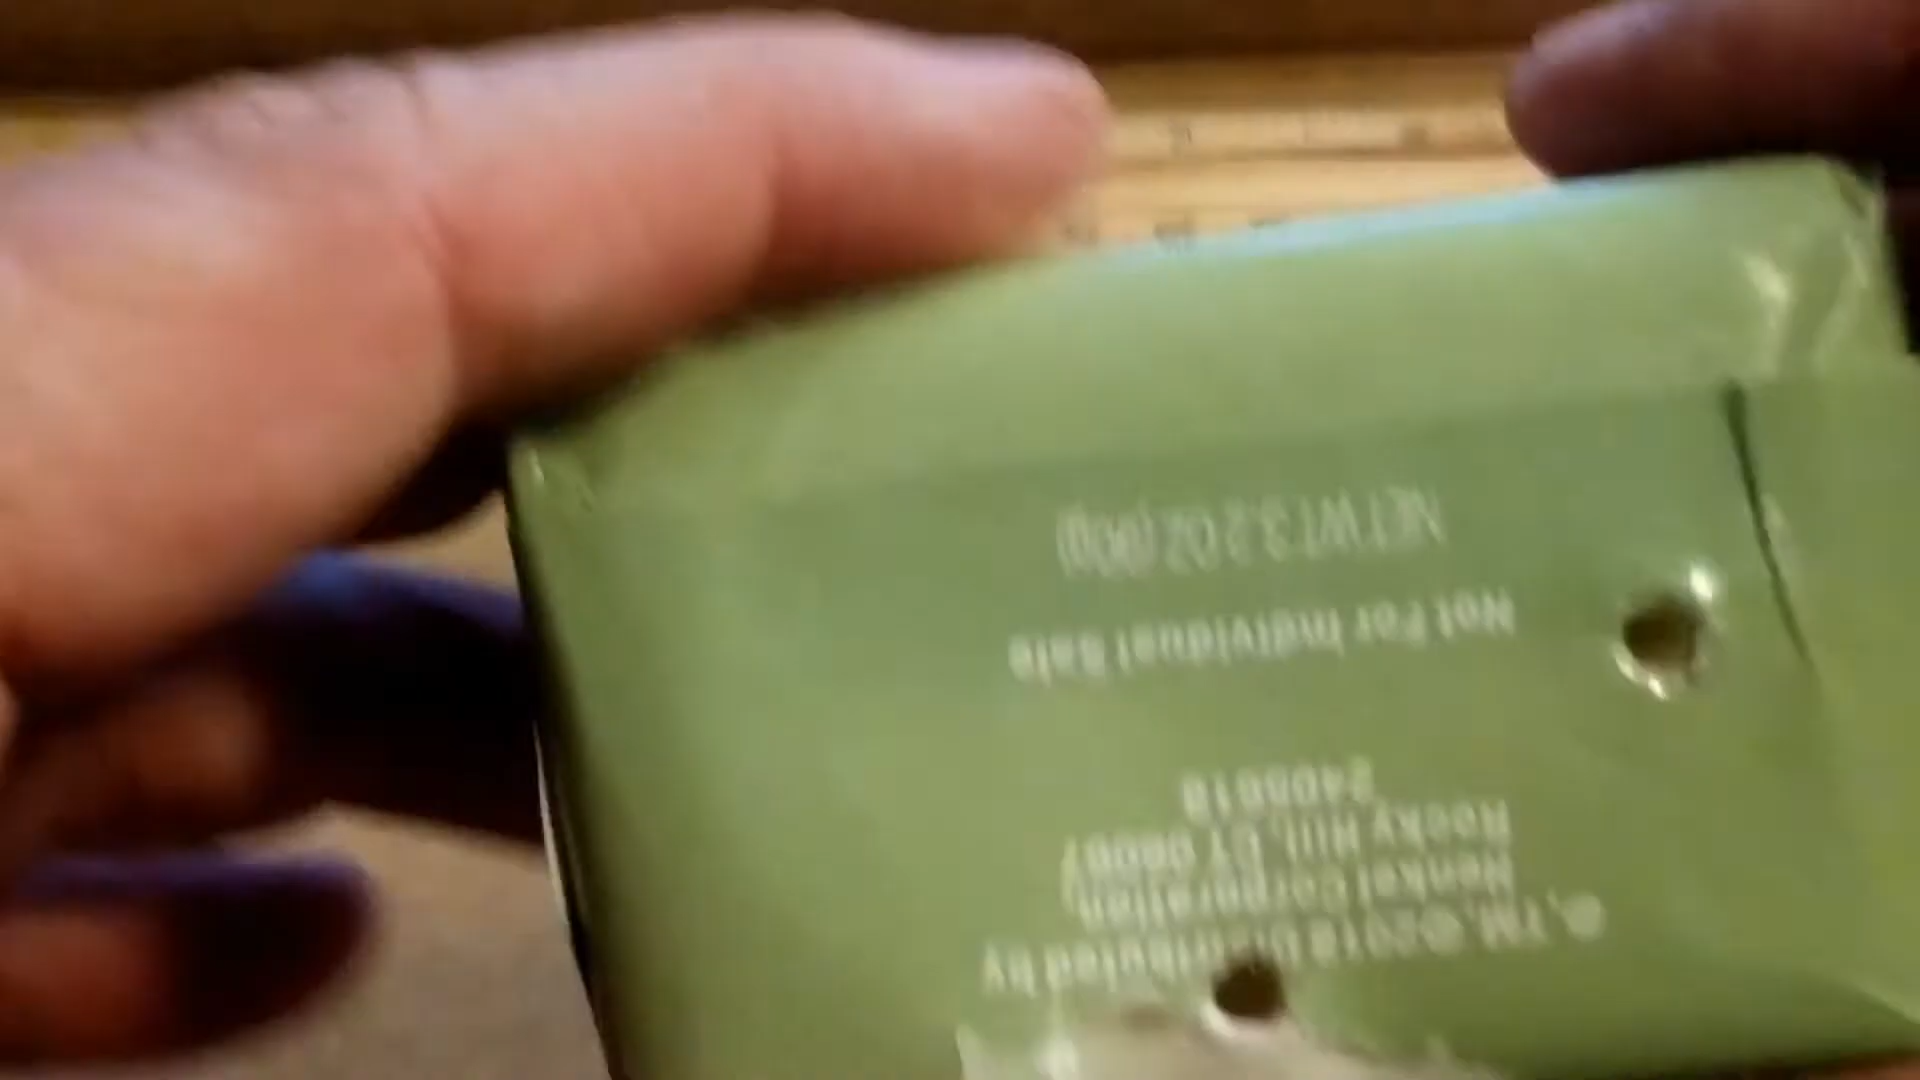 ®, TM, ©2018 Distributed by
Henkel Corporation
Rocky Hill, CT 06067
2405018
Not For Individual Sale
NET WT 3.2 OZ (90g)